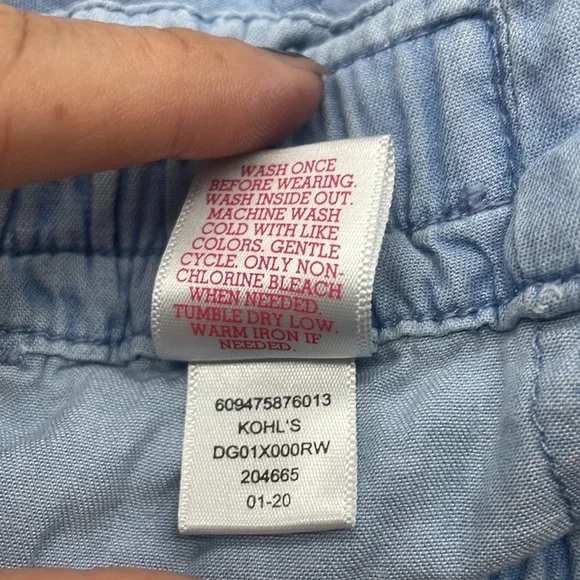 WASH ONCE
BEFORE WEARING.
WASH INSIDE OUT.
MACHINE WASH
COLD WITH LIKE
COLORS. GENTLE
CYCLE. ONLY NON-
CHLORINE BLEACH
WHEN NEEDED.
TUMBLE DRY LOW.
WARM IRON IF
NEEDED.
609475876013
KOHL'S
DG01X000RW
204665
01-20